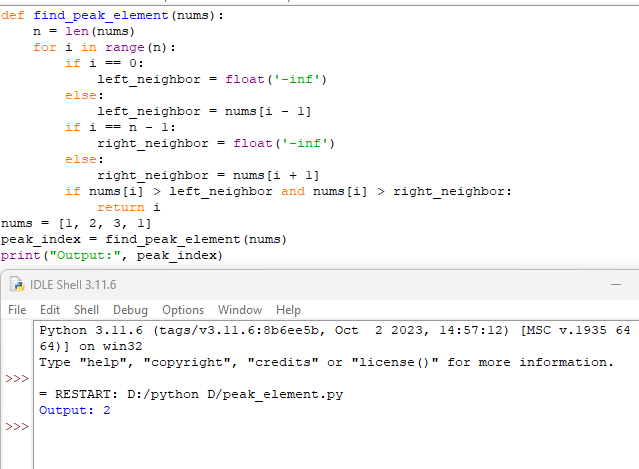 def find_peak_element(nums):
    n = len(nums)
    for i in range(n):
        if i == 0:
            left_neighbor = float('-inf')
        else:
            left_neighbor = nums[i - 1]
        if i == n - 1:
            right_neighbor = float('-inf')
        else:
            right_neighbor = nums[i + 1]
        if nums[i] > left_neighbor and nums[i] > right_neighbor:
            return i
nums = [1, 2, 3, 1]
peak_index = find_peak_element(nums)
print("Output:", peak_index)
IDLE Shell 3.11.6
File Edit Shell Debug Options Window Help
Python 3.11.6 (tags/v3.11.6:8b6ee5b, Oct  2 2023, 14:57:12) [MSC v.1935 64
64)] on win32
Type "help", "copyright", "credits" or "license()" for more information.
>>>
= RESTART: D:/python D/peak_element.py
Output: 2
>>>